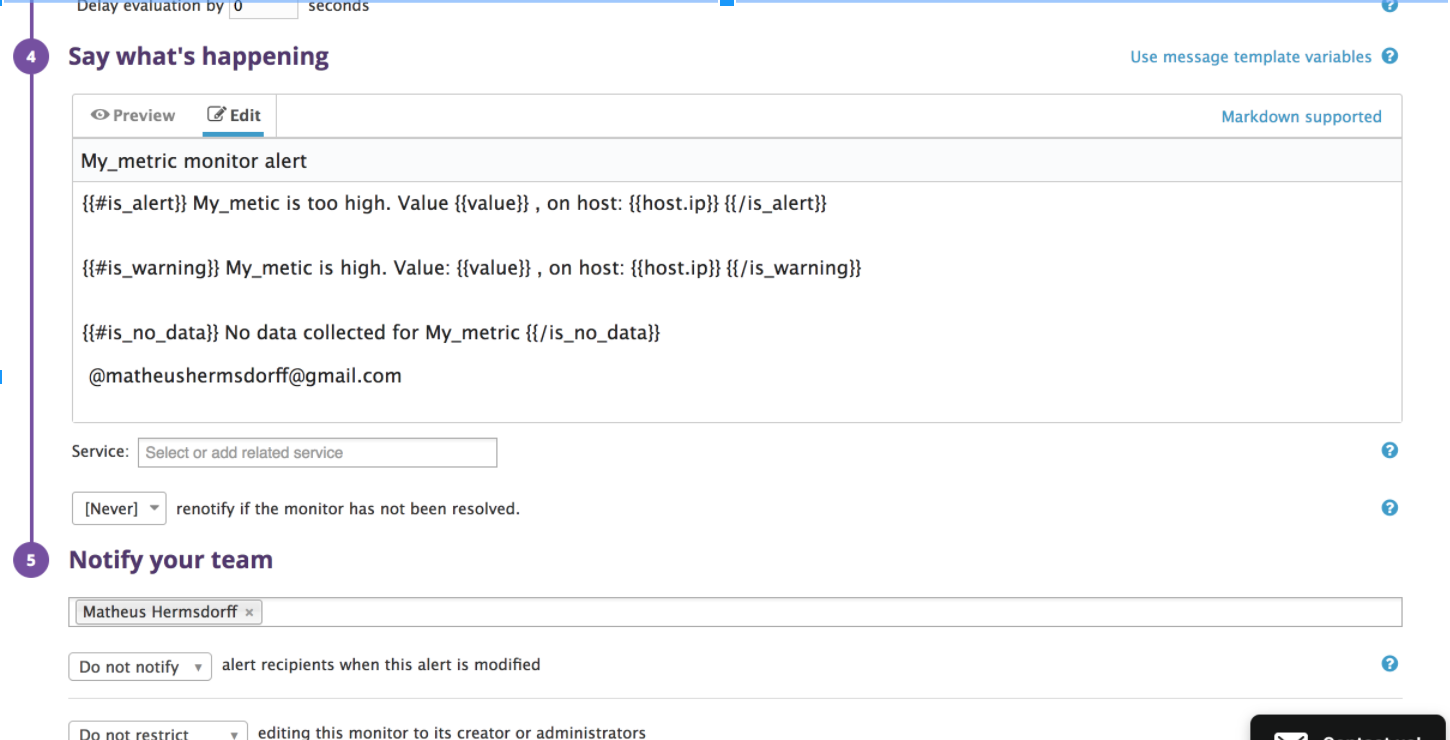 Delay evaluation by 0 seconds ?
4 Say what's happening Use message template variables ?
Preview Edit Markdown supported
My_metric monitor alert
{{#is_alert}} My_metic is too high. Value {{value}} , on host: {{host.ip}} {{/is_alert}}
{{#is_warning}} My_metic is high. Value: {{value}} , on host: {{host.ip}} {{/is_warning}}
{{#is_no_data}} No data collected for My_metric {{/is_no_data}}
@matheushermsdorff@gmail.com
Service: Select or add related service ?
[Never] renotify if the monitor has not been resolved. ?
5 Notify your team
Matheus Hermsdorff ×
Do not notify alert recipients when this alert is modified ?
Do not restrict editing this monitor to its creator or administrators